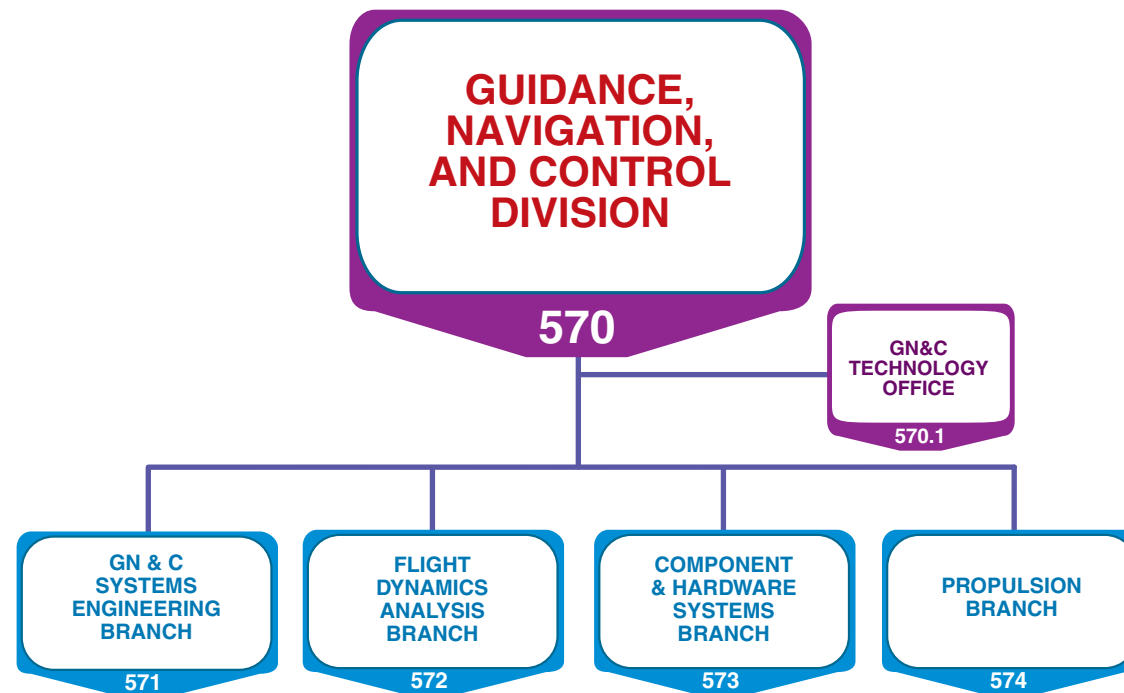 GUIDANCE,
NAVIGATION,
AND CONTROL
DIVISION
570
GN&C
TECHNOLOGY
OFFICE
570.1
GN & C
SYSTEMS
ENGINEERING
BRANCH
571
FLIGHT
DYNAMICS
ANALYSIS
BRANCH
572
COMPONENT
& HARDWARE
SYSTEMS
BRANCH
573
PROPULSION
BRANCH
574